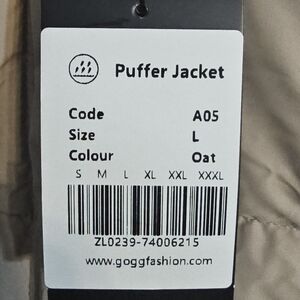 Puffer Jacket
Code A05
Size L
Colour Oat
S M L XL XXL XXXL
ZL0239-74006215
www.goggfashion.com